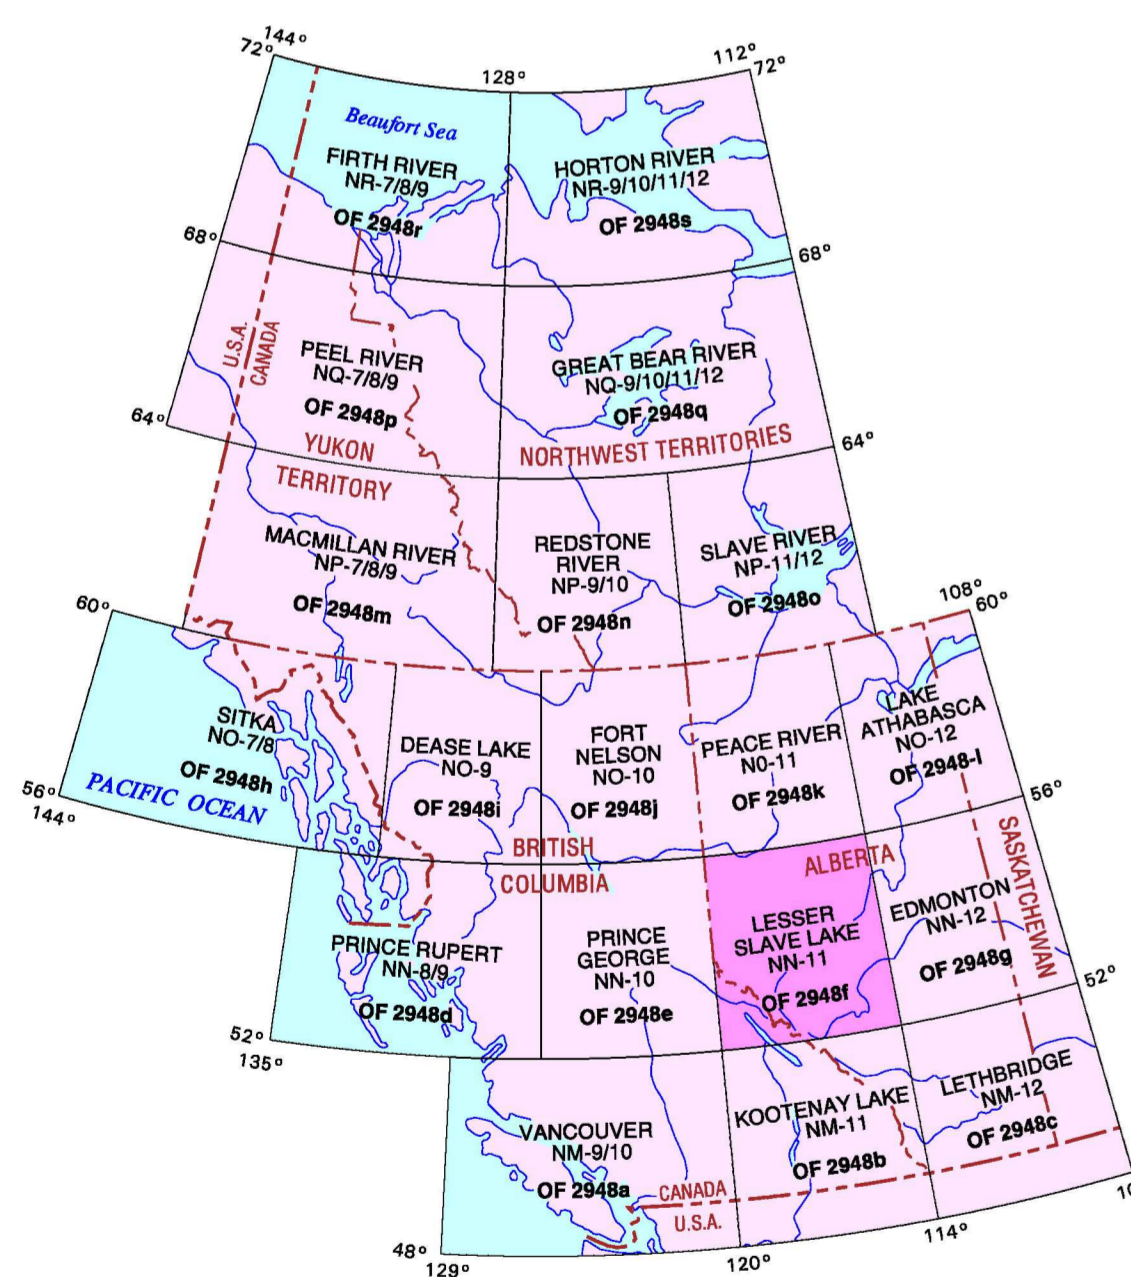 144°
72°
128°
112°
72°
Beaufort Sea
FIRTH RIVER
NR-7/8/9
OF 2948r
HORTON RIVER
NR-9/10/11/12
OF 2948s
68°
68°
U.S.A.
CANADA
PEEL RIVER
NQ-7/8/9
OF 2948p
GREAT BEAR RIVER
NQ-9/10/11/12
OF 2948q
64°
64°
YUKON
TERRITORY
NORTHWEST TERRITORIES
MACMILLAN RIVER
NP-7/8/9
OF 2948m
REDSTONE
RIVER
NP-9/10
OF 2948n
SLAVE RIVER
NP-11/12
OF 2948o
60°
108°
60°
SITKA
NO-7/8
OF 2948h
PACIFIC OCEAN
DEASE LAKE
NO-9
OF 2948i
FORT
NELSON
NO-10
OF 2948j
PEACE RIVER
N0-11
OF 2948k
LAKE
ATHABASCA
NO-12
OF 2948-l
56°
144°
56°
BRITISH
COLUMBIA
ALBERTA
SASKATCHEWAN
PRINCE RUPERT
NN-8/9
OF 2948d
PRINCE
GEORGE
NN-10
OF 2948e
LESSER
SLAVE LAKE
NN-11
OF 2948f
EDMONTON
NN-12
OF 2948g
52°
135°
52°
VANCOUVER
NM-9/10
OF 2948a
KOOTENAY LAKE
NM-11
OF 2948b
LETHBRIDGE
NM-12
OF 2948c
CANADA
U.S.A.
48°
129°
120°
114°